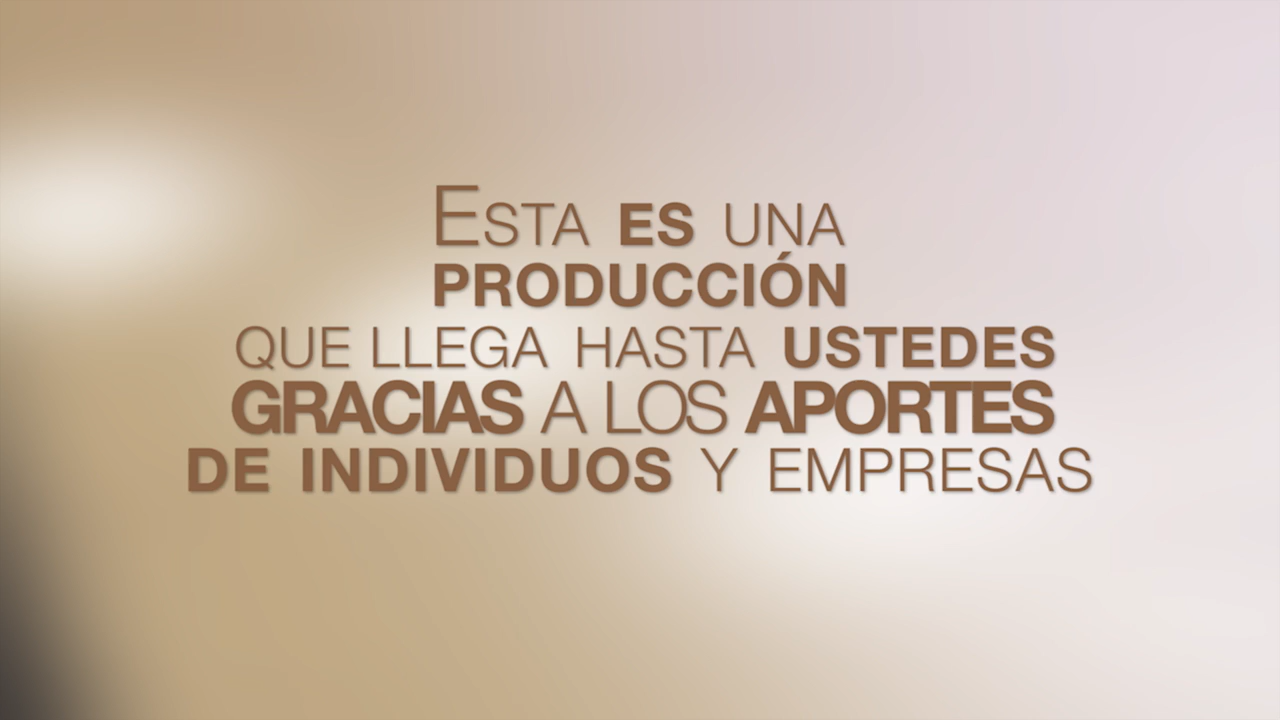 ESTA ES UNA
PRODUCCIÓN
QUE LLEGA HASTA USTEDES
GRACIAS A LOS APORTES
DE INDIVIDUOS Y EMPRESAS